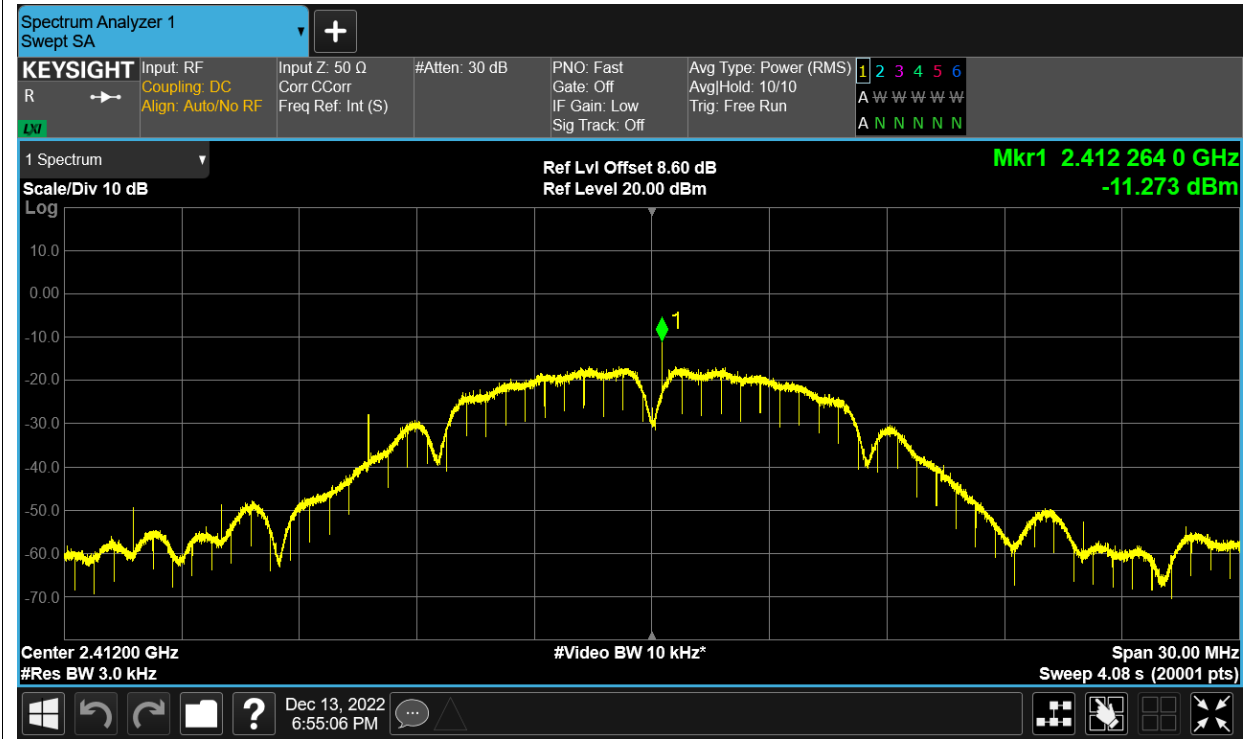 Spectrum Analyzer 1
Swept SA
KEYSIGHT
R
LXI
Input: RF
Coupling: DC
Align: Auto/No RF
Input Z: 50 Ω
Corr CCorr
Freq Ref: Int (S)
#Atten: 30 dB
PNO: Fast
Gate: Off
IF Gain: Low
Sig Track: Off
Avg Type: Power (RMS)
Avg|Hold: 10/10
Trig: Free Run
1 2 3 4 5 6
A W W W W W
A N N N N N
1 Spectrum
Scale/Div 10 dB
Log
Ref Lvl Offset 8.60 dB
Ref Level 20.00 dBm
Mkr1 2.412 264 0 GHz
-11.273 dBm
10.0
0.00
-10.0
-20.0
-30.0
-40.0
-50.0
-60.0
-70.0
1
Center 2.41200 GHz
#Res BW 3.0 kHz
#Video BW 10 kHz*
Span 30.00 MHz
Sweep 4.08 s (20001 pts)
?
Dec 13, 2022
6:55:06 PM